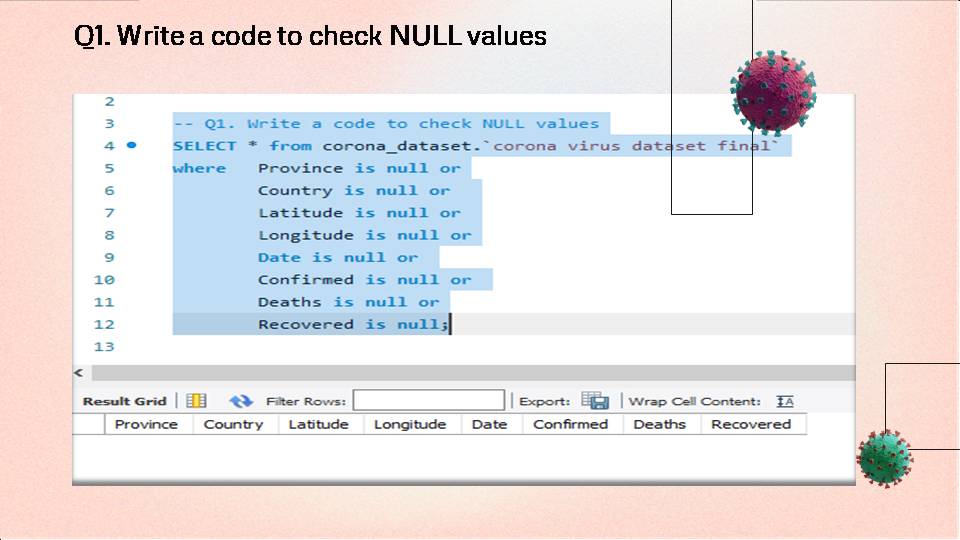 Q1. Write a code to check NULL values
2
3 -- Q1. Write a code to check NULL values
4 SELECT * from corona_dataset.`corona virus dataset final`
5 where Province is null or
6 Country is null or
7 Latitude is null or
8 Longitude is null or
9 Date is null or
10 Confirmed is null or
11 Deaths is null or
12 Recovered is null;
13
Result Grid Filter Rows: Export: Wrap Cell Content: IA
Province Country Latitude Longitude Date Confirmed Deaths Recovered